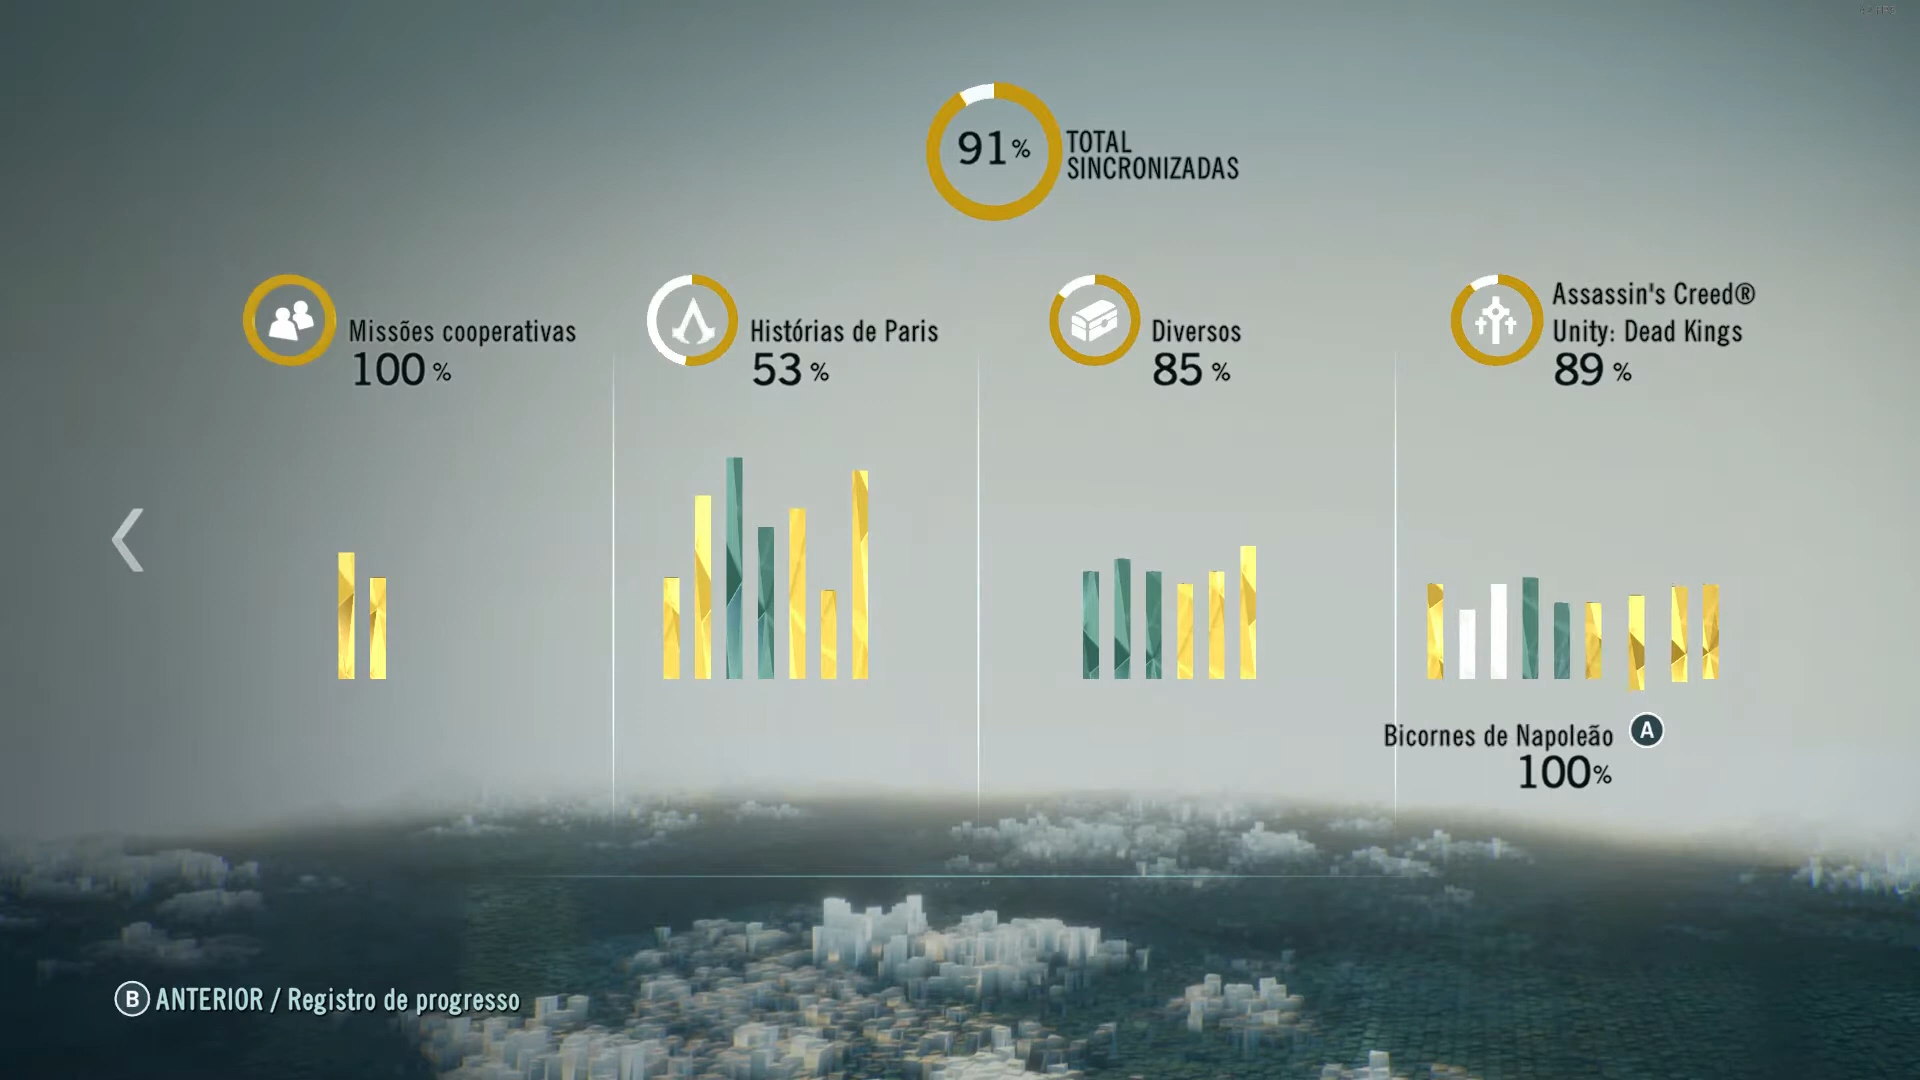 91%
TOTAL
SINCRONIZADAS
Missões cooperativas
100 %
Histórias de Paris
53 %
Diversos
85 %
Assassin's Creed®
Unity: Dead Kings
89 %
Bicornes de Napoleão A
100%
B ANTERIOR / Registro de progresso